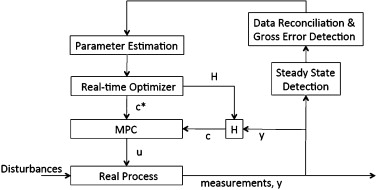 Data Reconciliation &
Gross Error Detection
Parameter Estimation
Steady State
Detection
Real-time Optimizer
H
c*
MPC
c
H
y
u
Disturbances
Real Process
measurements, y